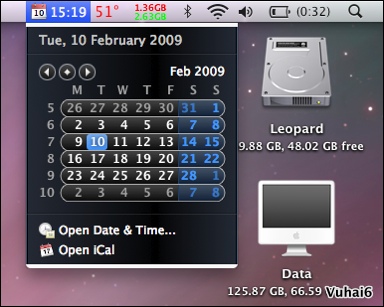 10 15:19 51° 1.36GB 2.63GB (0:32)
Tue, 10 February 2009
Feb 2009
M T W T F S S
5 26 27 28 29 30 31 1
6 2 3 4 5 6 7 8
7 9 10 11 12 13 14 15
8 16 17 18 19 20 21 22
9 23 24 25 26 27 28 1
10 2 3 4 5 6 7 8
Open Date & Time...
Open iCal
Leopard
9.88 GB, 48.02 GB free
Data
125.87 GB, 66.59
Vuhai6